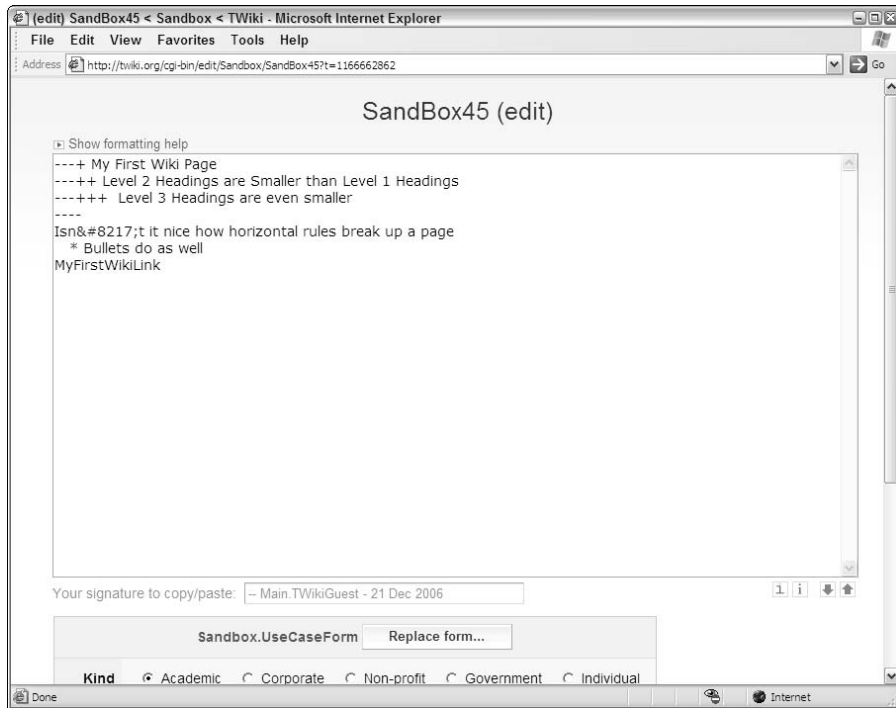 (edit) SandBox45 < Sandbox < TWiki - Microsoft Internet Explorer
File Edit View Favorites Tools Help
Address http://twiki.org/cgi-bin/edit/Sandbox/SandBox45?t=1166662862 Go
SandBox45 (edit)
Show formatting help
---+ My First Wiki Page
---++ Level 2 Headings are Smaller than Level 1 Headings
---+++ Level 3 Headings are even smaller
----
Isn&#8217;t it nice how horizontal rules break up a page
* Bullets do as well
MyFirstWikiLink
Your signature to copy/paste: -- Main.TWikiGuest - 21 Dec 2006
Sandbox.UseCaseForm Replace form...
Kind Academic Corporate Non-profit Government Individual
Done Internet